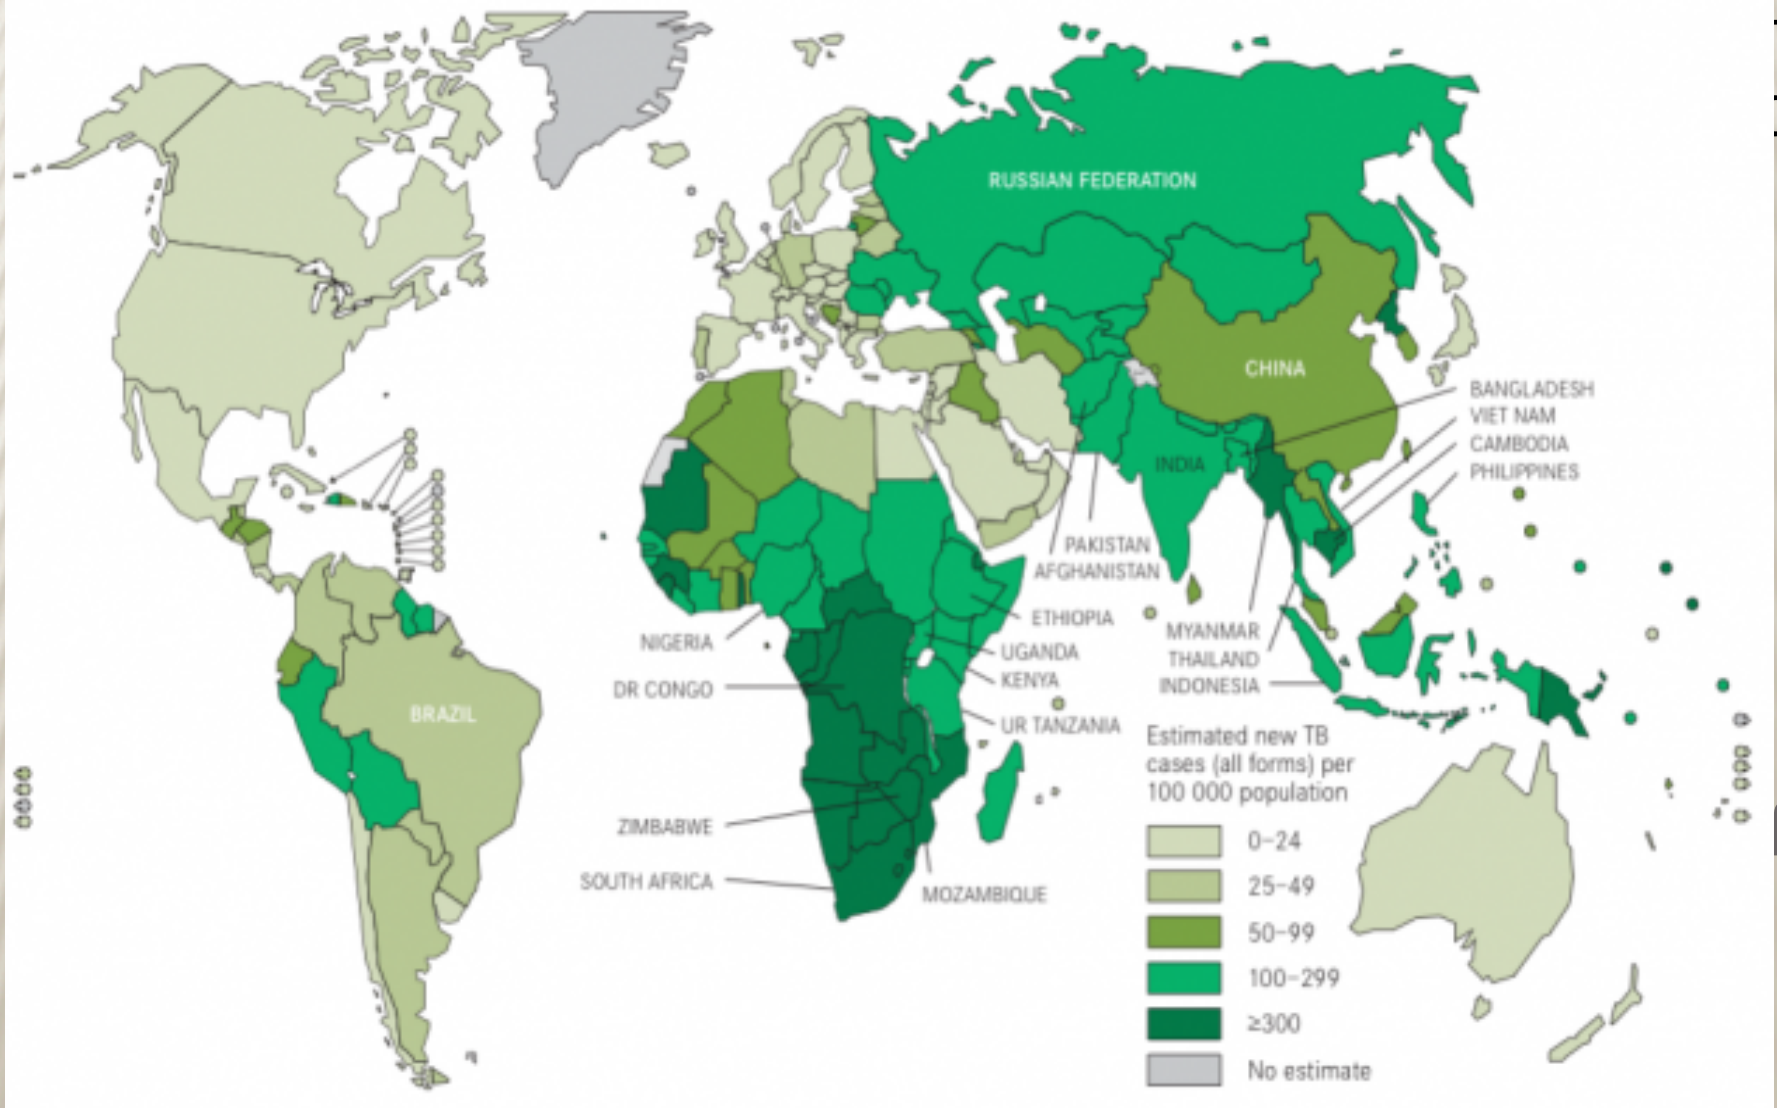 RUSSIAN FEDERATION
CHINA
BANGLADESH
VIET NAM
CAMBODIA
PHILIPPINES
INDIA
PAKISTAN
AFGHANISTAN
ETHIOPIA
NIGERIA
UGANDA
MYANMAR
THAILAND
INDONESIA
KENYA
DR CONGO
BRAZIL
UR TANZANIA
ZIMBABWE
SOUTH AFRICA
MOZAMBIQUE
Estimated new TB
cases (all forms) per
100 000 population
0–24
25–49
50–99
100–299
≥300
No estimate